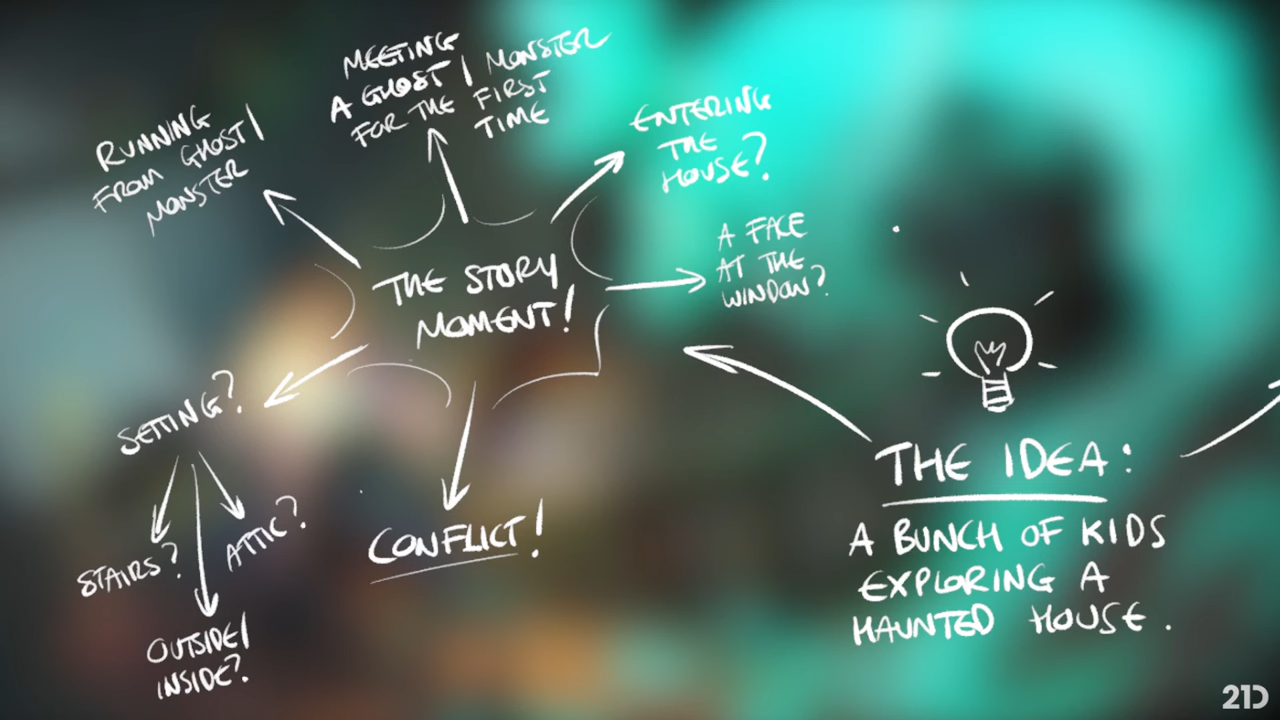 MEETING
A GHOST / MONSTER
FOR THE FIRST
TIME
RUNNING
FROM GHOST /
MONSTER
ENTERING
THE
HOUSE?
A FACE
AT THE
WINDOW?
THE STORY
MOMENT!
SETTING?
STAIRS?
ATTIC?
OUTSIDE /
INSIDE?
CONFLICT!
THE IDEA:
A BUNCH OF KIDS
EXPLORING A
HAUNTED HOUSE.
21D